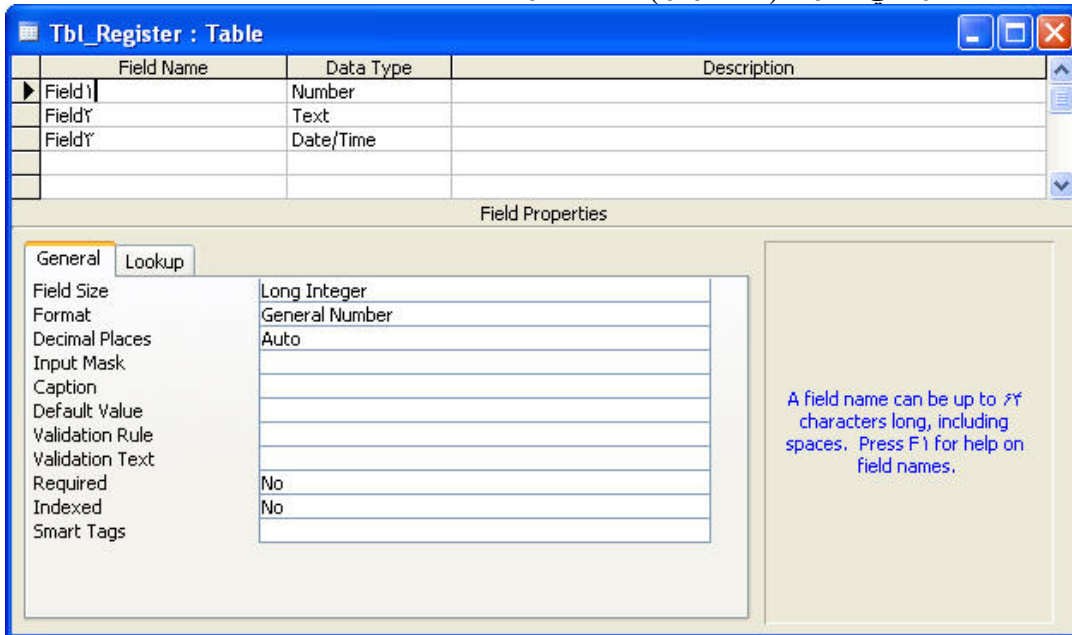 Tbl_Register : Table
Field Name Data Type Description
Field۱ Number
Field۲ Text
Field۳ Date/Time
Field Properties
General Lookup
Field Size Long Integer
Format General Number
Decimal Places Auto
Input Mask
Caption
Default Value
Validation Rule
Validation Text
Required No
Indexed No
Smart Tags
A field name can be up to ۶۴
characters long, including
spaces. Press F۱ for help on
field names.